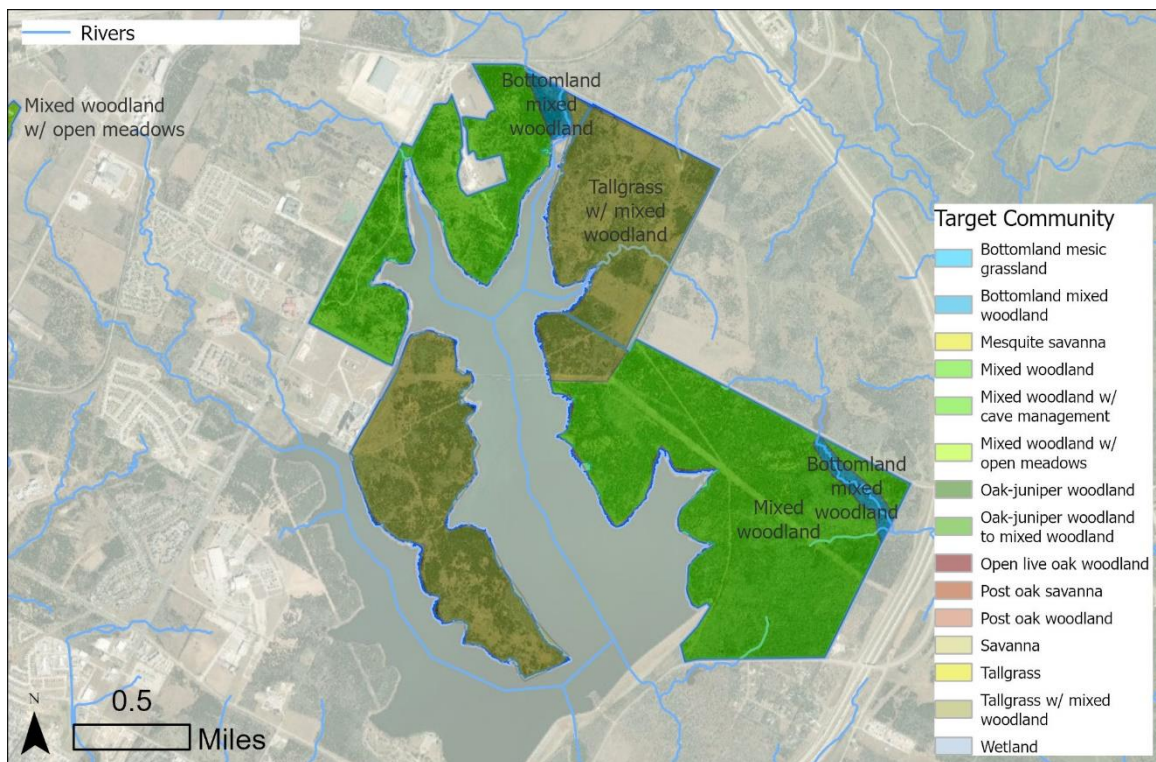 Rivers
Mixed woodland
w/ open meadows
Bottomland
mixed
woodland
Tallgrass
w/ mixed
woodland
Bottomland
mixed
woodland
Mixed
woodland
Target Community
Bottomland mesic
grassland
Bottomland mixed
woodland
Mesquite savanna
Mixed woodland
Mixed woodland w/
cave management
Mixed woodland w/
open meadows
Oak-juniper woodland
Oak-juniper woodland
to mixed woodland
Open live oak woodland
Post oak savanna
Post oak woodland
Savanna
Tallgrass
Tallgrass w/ mixed
woodland
Wetland
N
0.5
Miles